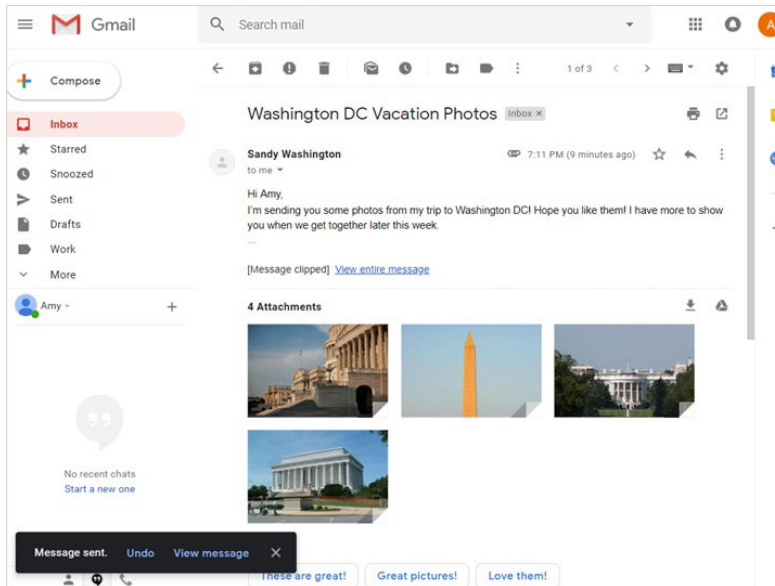 Gmail
Search mail
Compose
1 of 3
Inbox
Starred
Snoozed
Sent
Drafts
Work
More
Amy
No recent chats
Start a new one
Washington DC Vacation Photos Inbox ×
Sandy Washington 7:11 PM (9 minutes ago)
to me
Hi Amy,
I'm sending you some photos from my trip to Washington DC! Hope you like them! I have more to show
you when we get together later this week.
...
[Message clipped] View entire message
4 Attachments
Message sent. Undo View message ×
These are great! Great pictures! Love them!
A